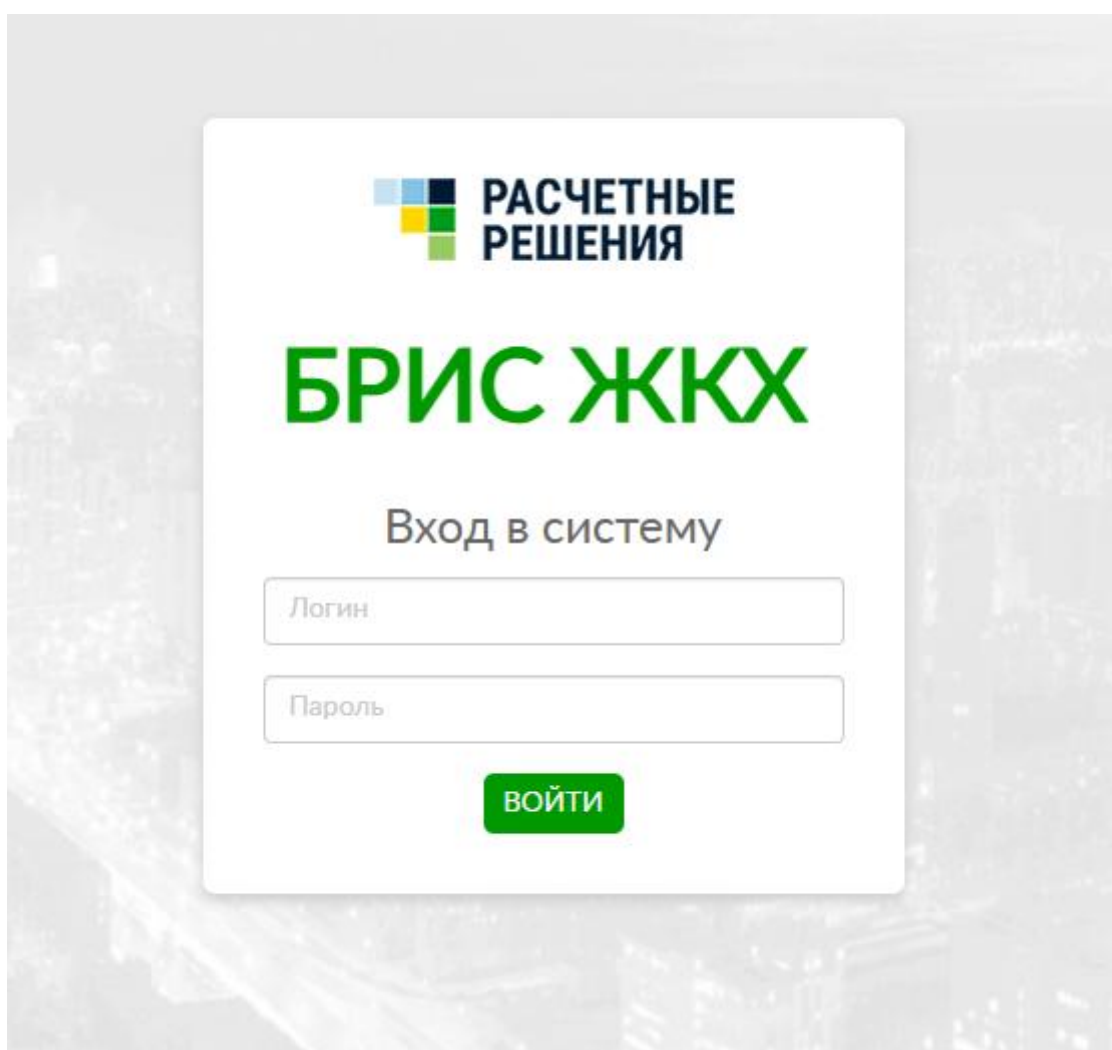 РАСЧЕТНЫЕ
РЕШЕНИЯ
БРИС ЖКХ
Вход в систему
Логин
Пароль
ВОЙТИ